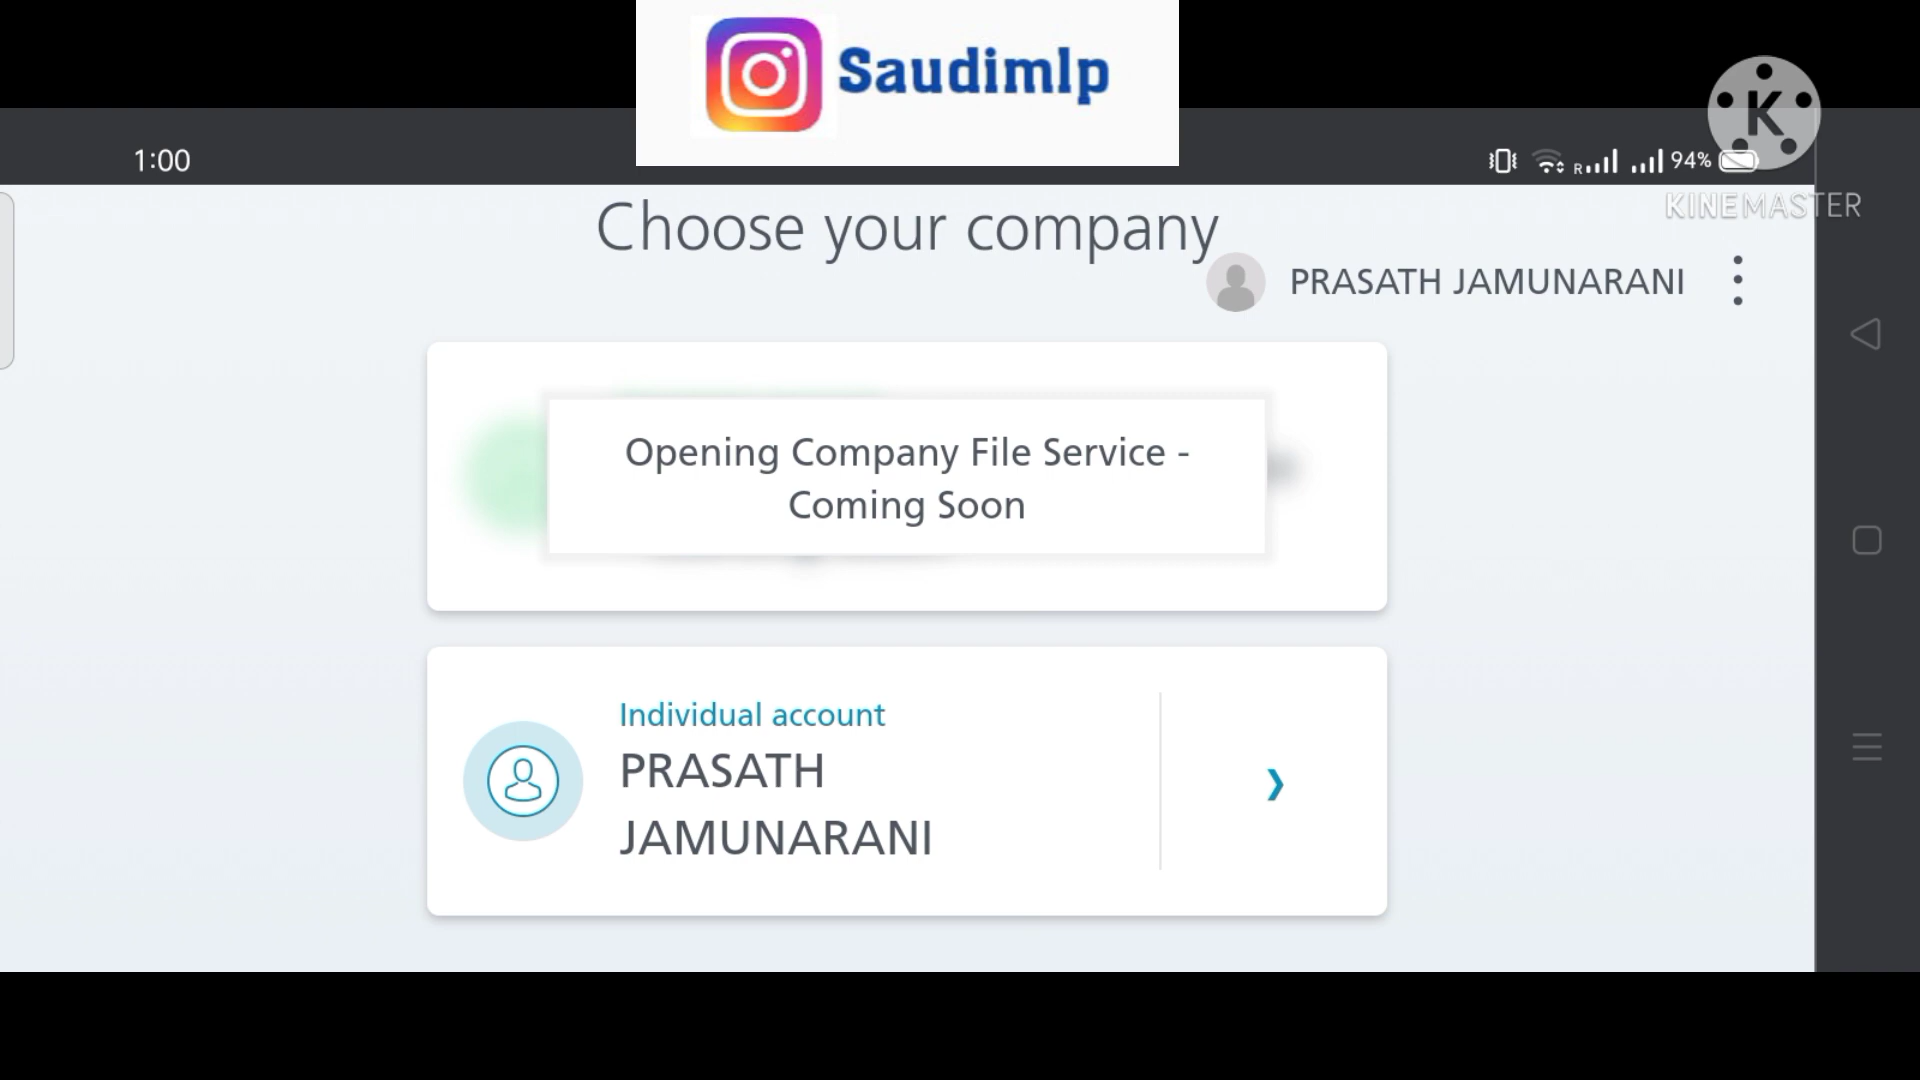 Saudimlp
1:00
R
94%
K
KINEMASTER
Choose your company
PRASATH JAMUNARANI
Opening Company File Service -
Coming Soon
Individual account
PRASATH
JAMUNARANI